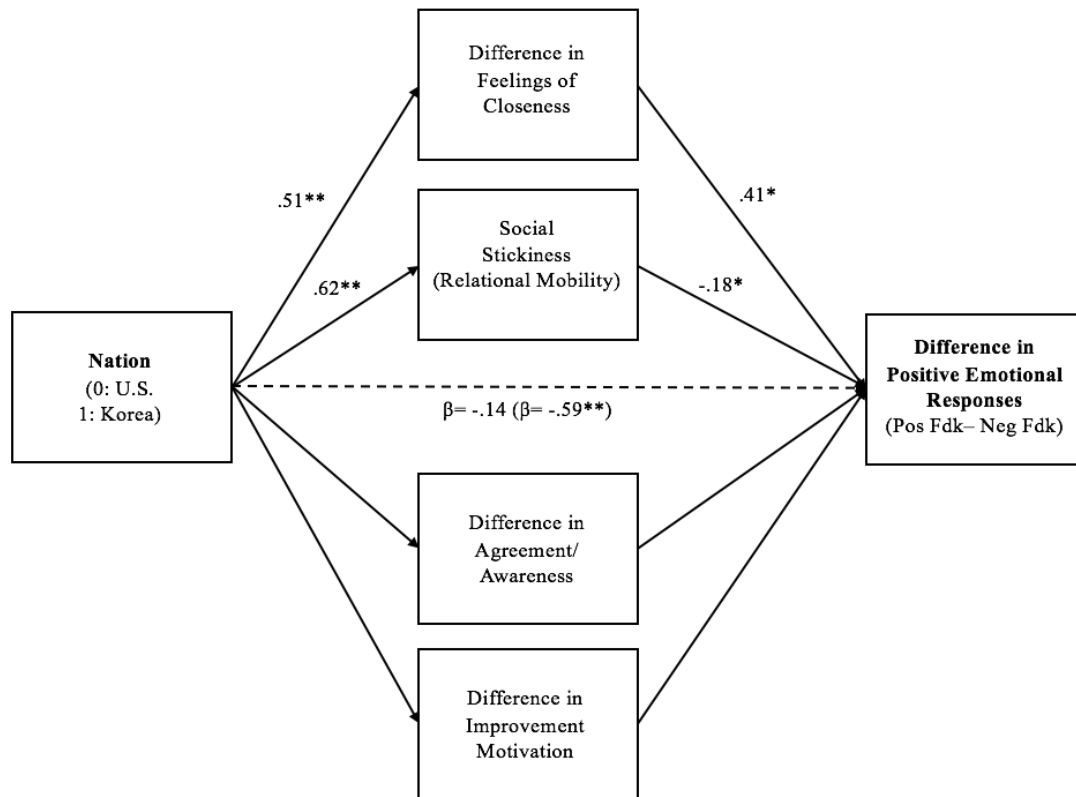 Difference in
Feelings of
Closeness
.51**
.41*
Social
Stickiness
(Relational Mobility)
.62**
-.18*
Nation
(0: U.S.
1: Korea)
β= -.14 (β= -.59**)
Difference in
Positive Emotional
Responses
(Pos Fdk– Neg Fdk)
Difference in
Agreement/
Awareness
Difference in
Improvement
Motivation